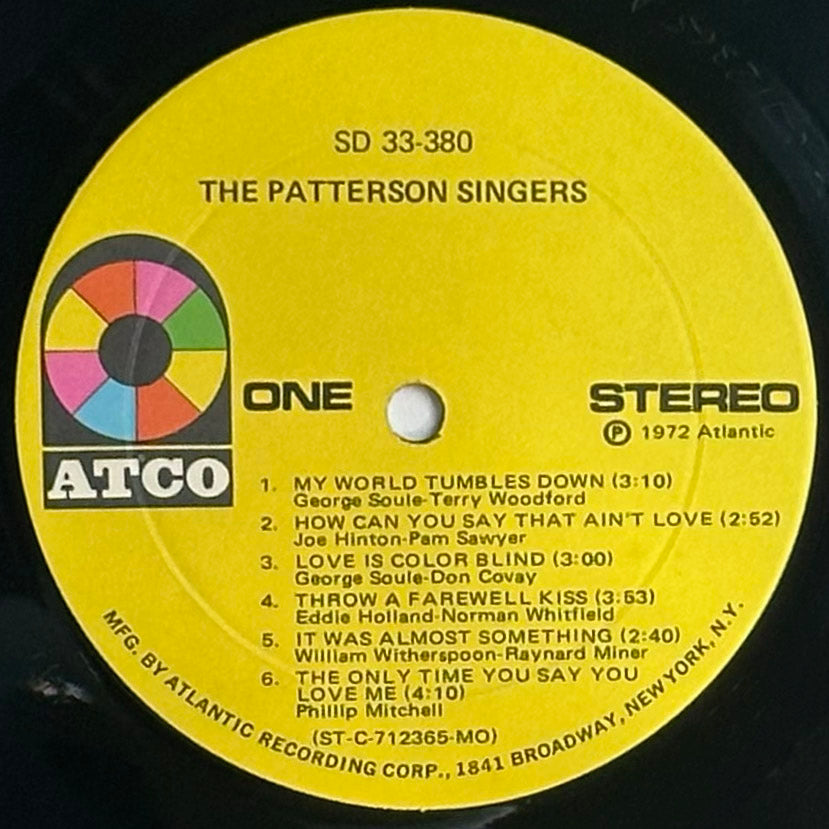 SD 33-380
THE PATTERSON SINGERS
ATCO
ONE
STEREO
Ⓟ 1972 Atlantic
1. MY WORLD TUMBLES DOWN (3:10)
George Soule-Terry Woodford
2. HOW CAN YOU SAY THAT AIN'T LOVE (2:52)
Joe Hinton-Pam Sawyer
3. LOVE IS COLOR BLIND (3:00)
George Soule-Don Covay
4. THROW A FAREWELL KISS (3:53)
Eddie Holland-Norman Whitfield
5. IT WAS ALMOST SOMETHING (2:40)
William Witherspoon-Raynard Miner
6. THE ONLY TIME YOU SAY YOU
LOVE ME (4:10)
Phillip Mitchell
(ST-C-712365-MO)
MFG. BY ATLANTIC RECORDING CORP., 1841 BROADWAY, NEW YORK, N.Y.